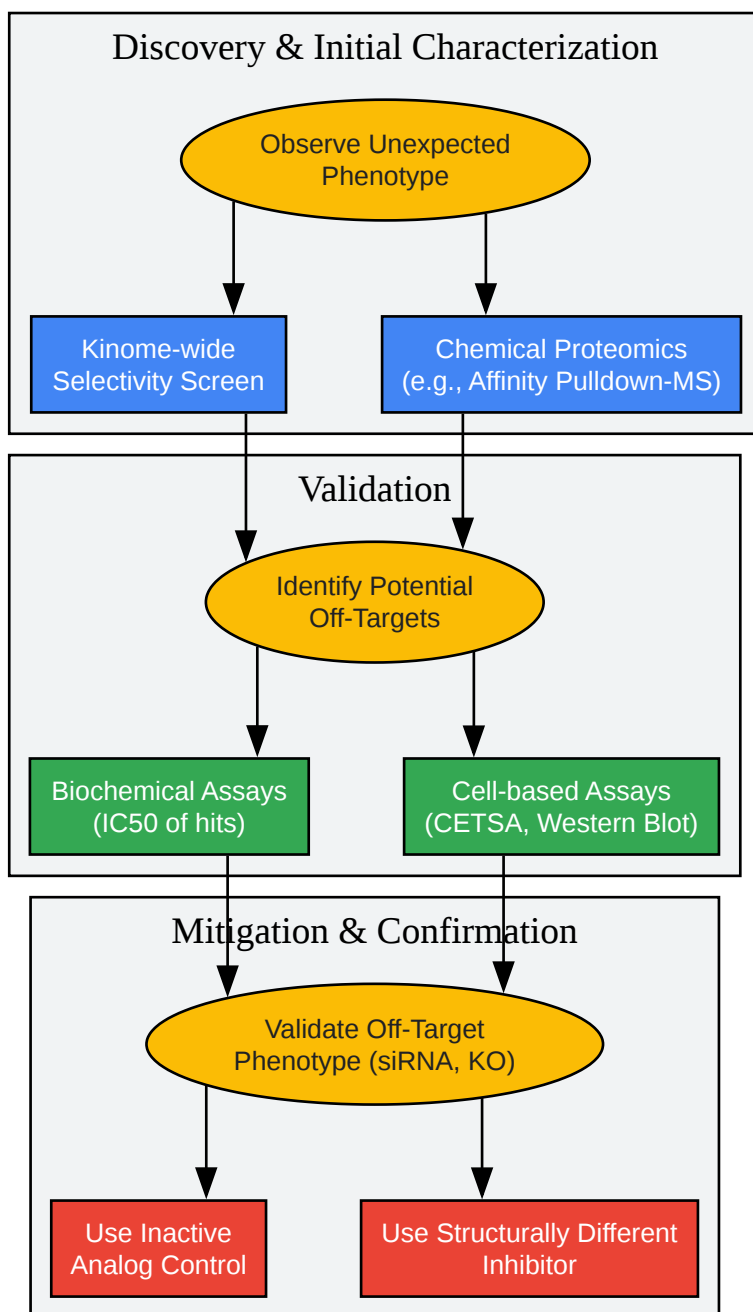 Discovery & Initial Characterization
Observe Unexpected
Phenotype
Kinome-wide
Selectivity Screen
Chemical Proteomics
(e.g., Affinity Pulldown-MS)
Validation
Identify Potential
Off-Targets
Biochemical Assays
(IC50 of hits)
Cell-based Assays
(CETSA, Western Blot)
Mitigation & Confirmation
Validate Off-Target
Phenotype (siRNA, KO)
Use Inactive
Analog Control
Use Structurally Different
Inhibitor